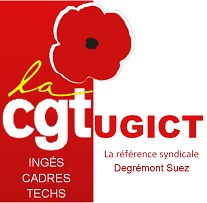 la
cgt UGICT
La référence syndicale
Degrémont Suez
INGÉS
CADRES
TECHS